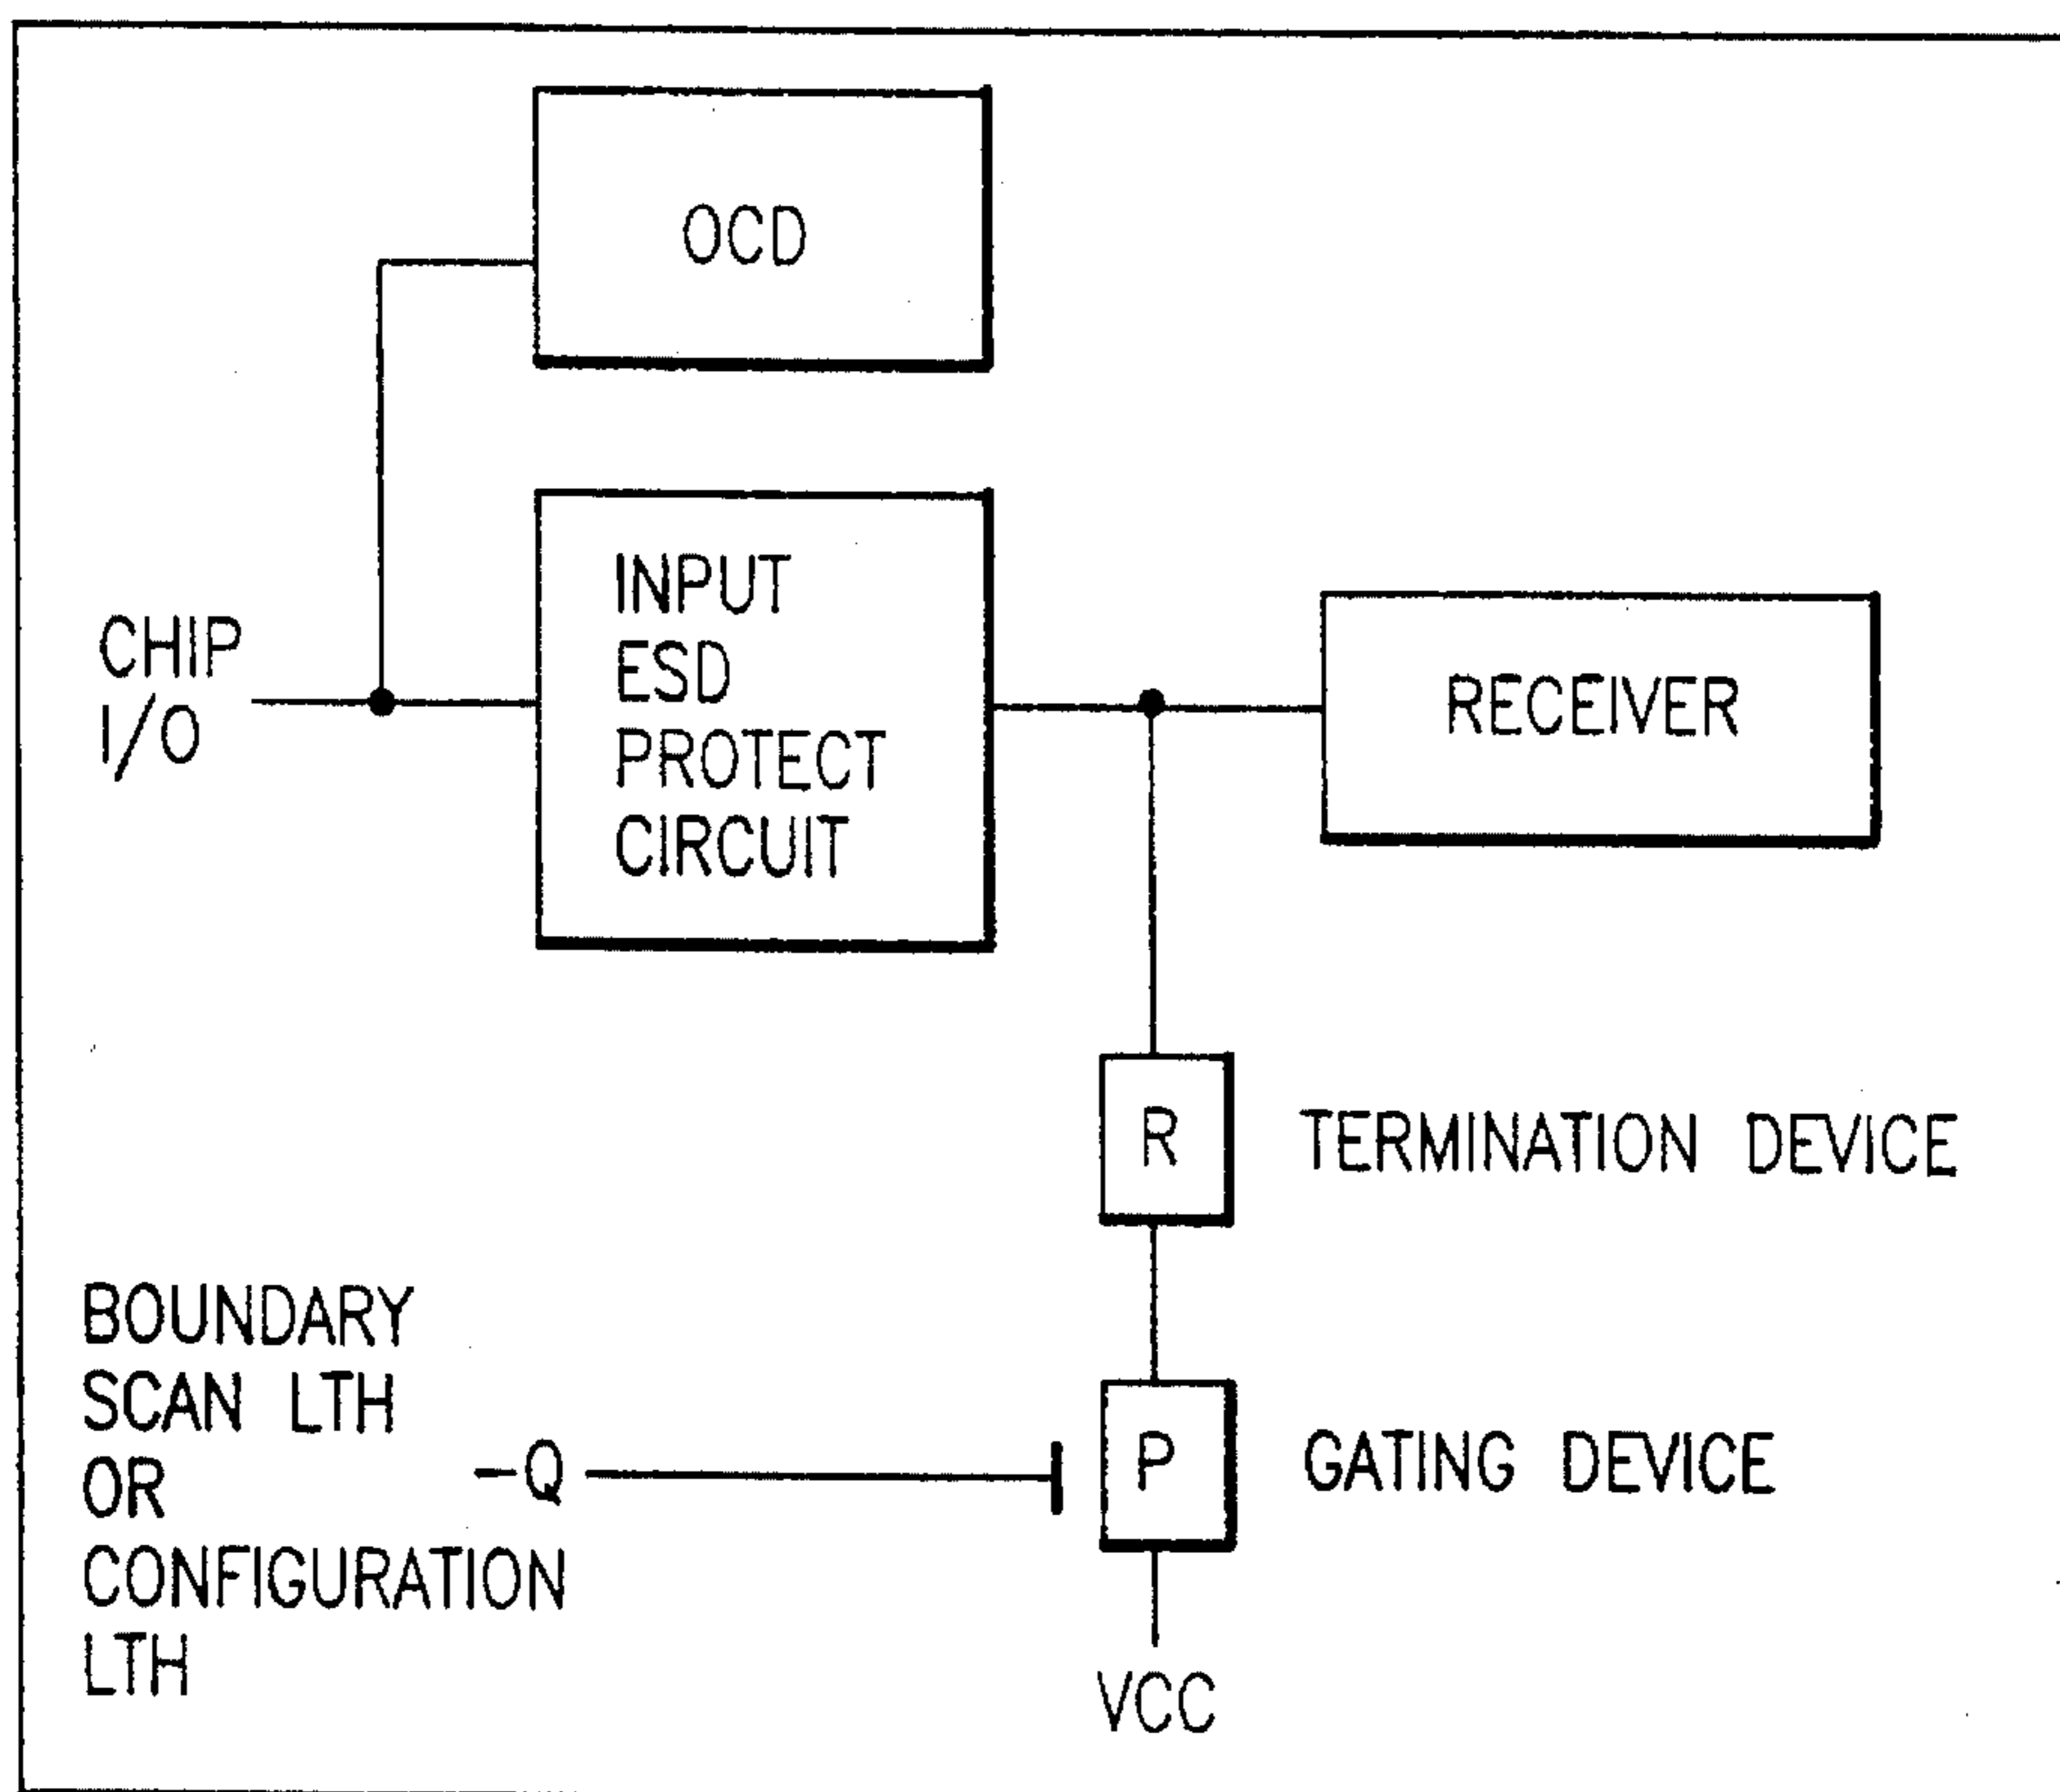 OCD
INPUT
ESD
PROTECT
CIRCUIT
CHIP
I/O
RECEIVER
R
TERMINATION DEVICE
BOUNDARY
SCAN LTH
OR
CONFIGURATION
LTH
-Q
P
GATING DEVICE
VCC